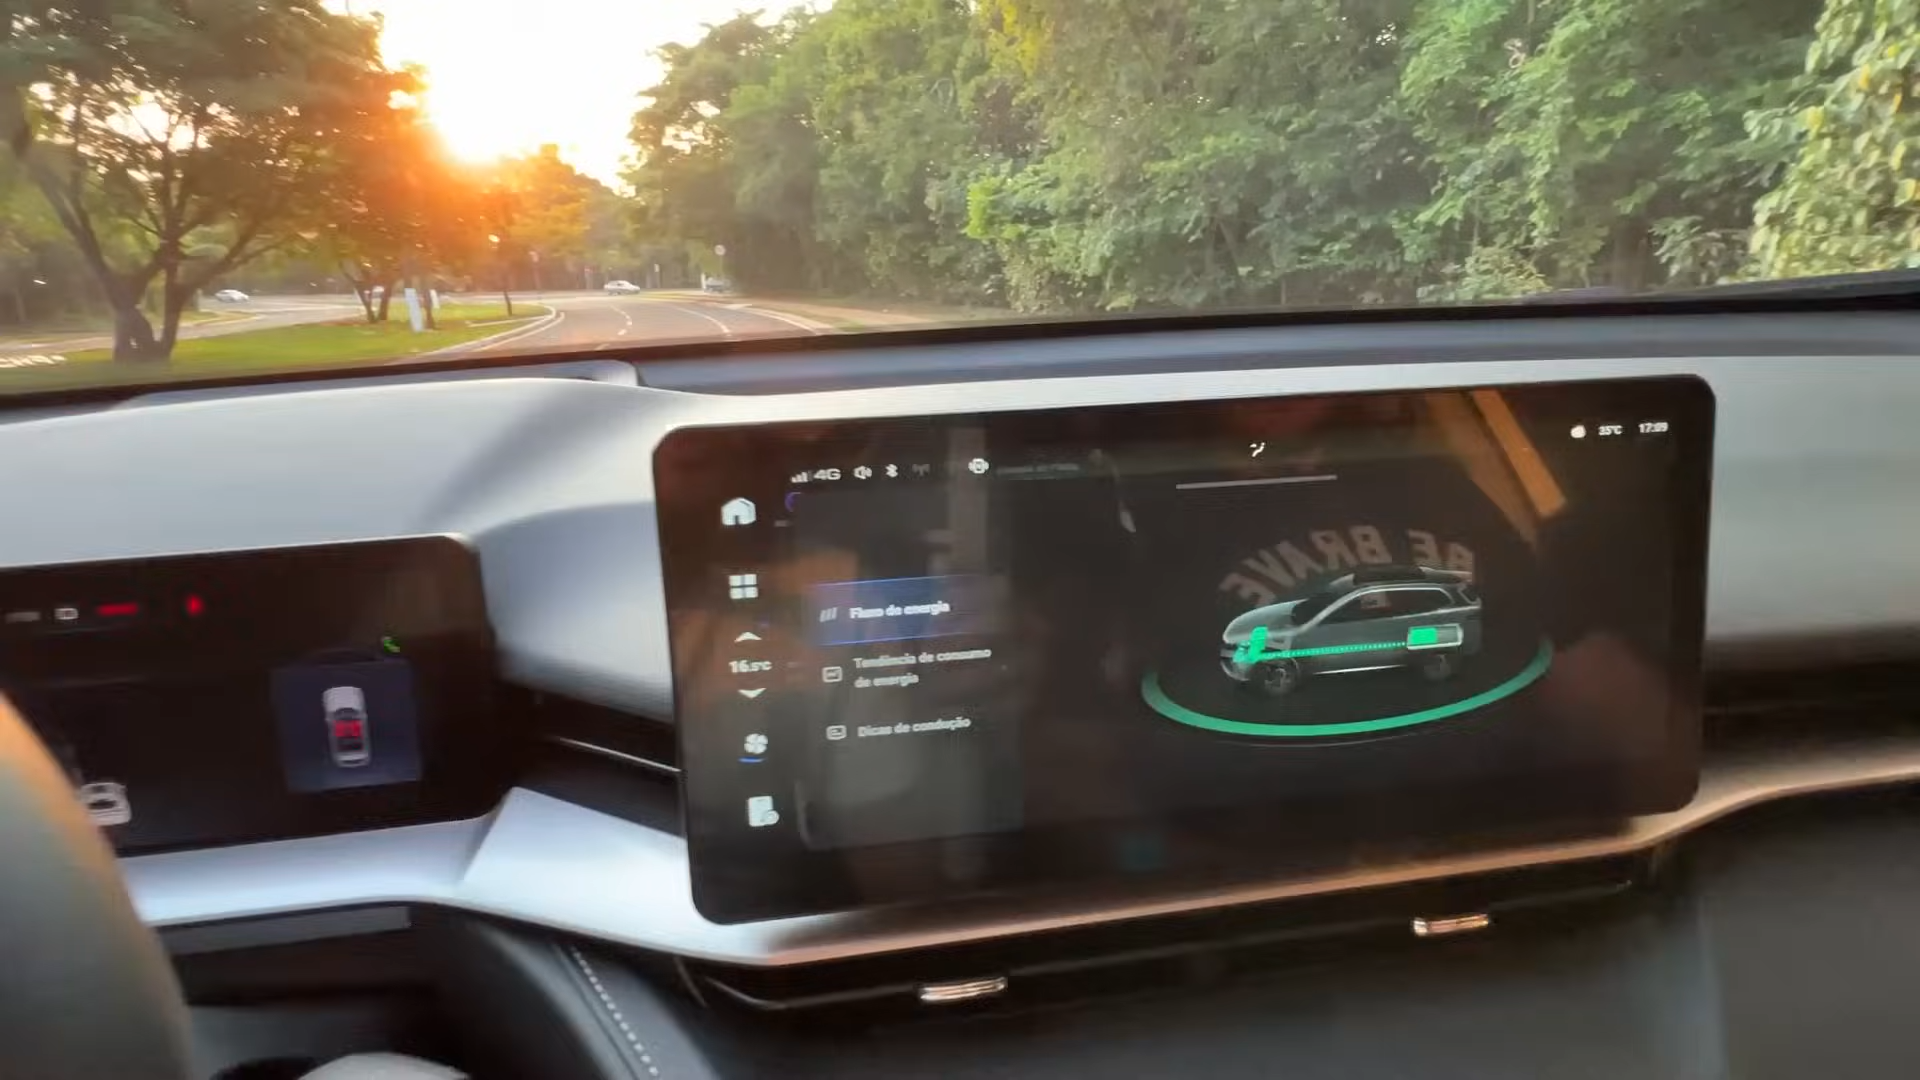 4G
35°C 17:09
BE BRAVE
Fluxo de energia
16.5°C
Tendência de consumo
de energia
Dicas de condução